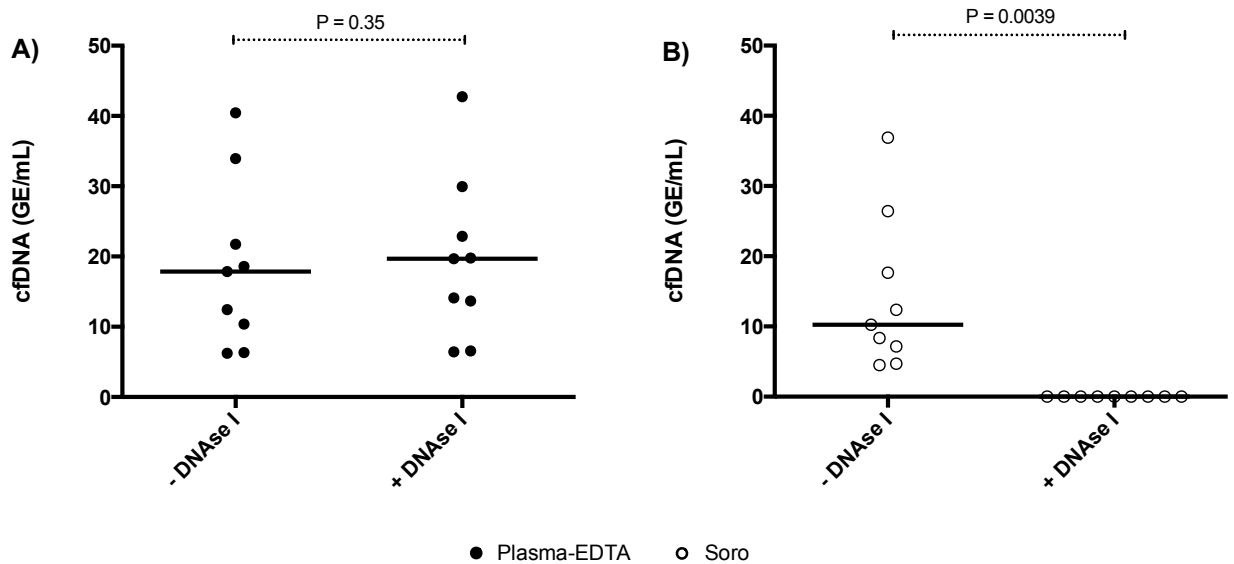 A)
P = 0.35
cfDNA (GE/mL)
50
40
30
20
10
0
- DNAse I
+ DNAse I
B)
P = 0.0039
cfDNA (GE/mL)
50
40
30
20
10
0
- DNAse I
+ DNAse I
Plasma-EDTA
Soro